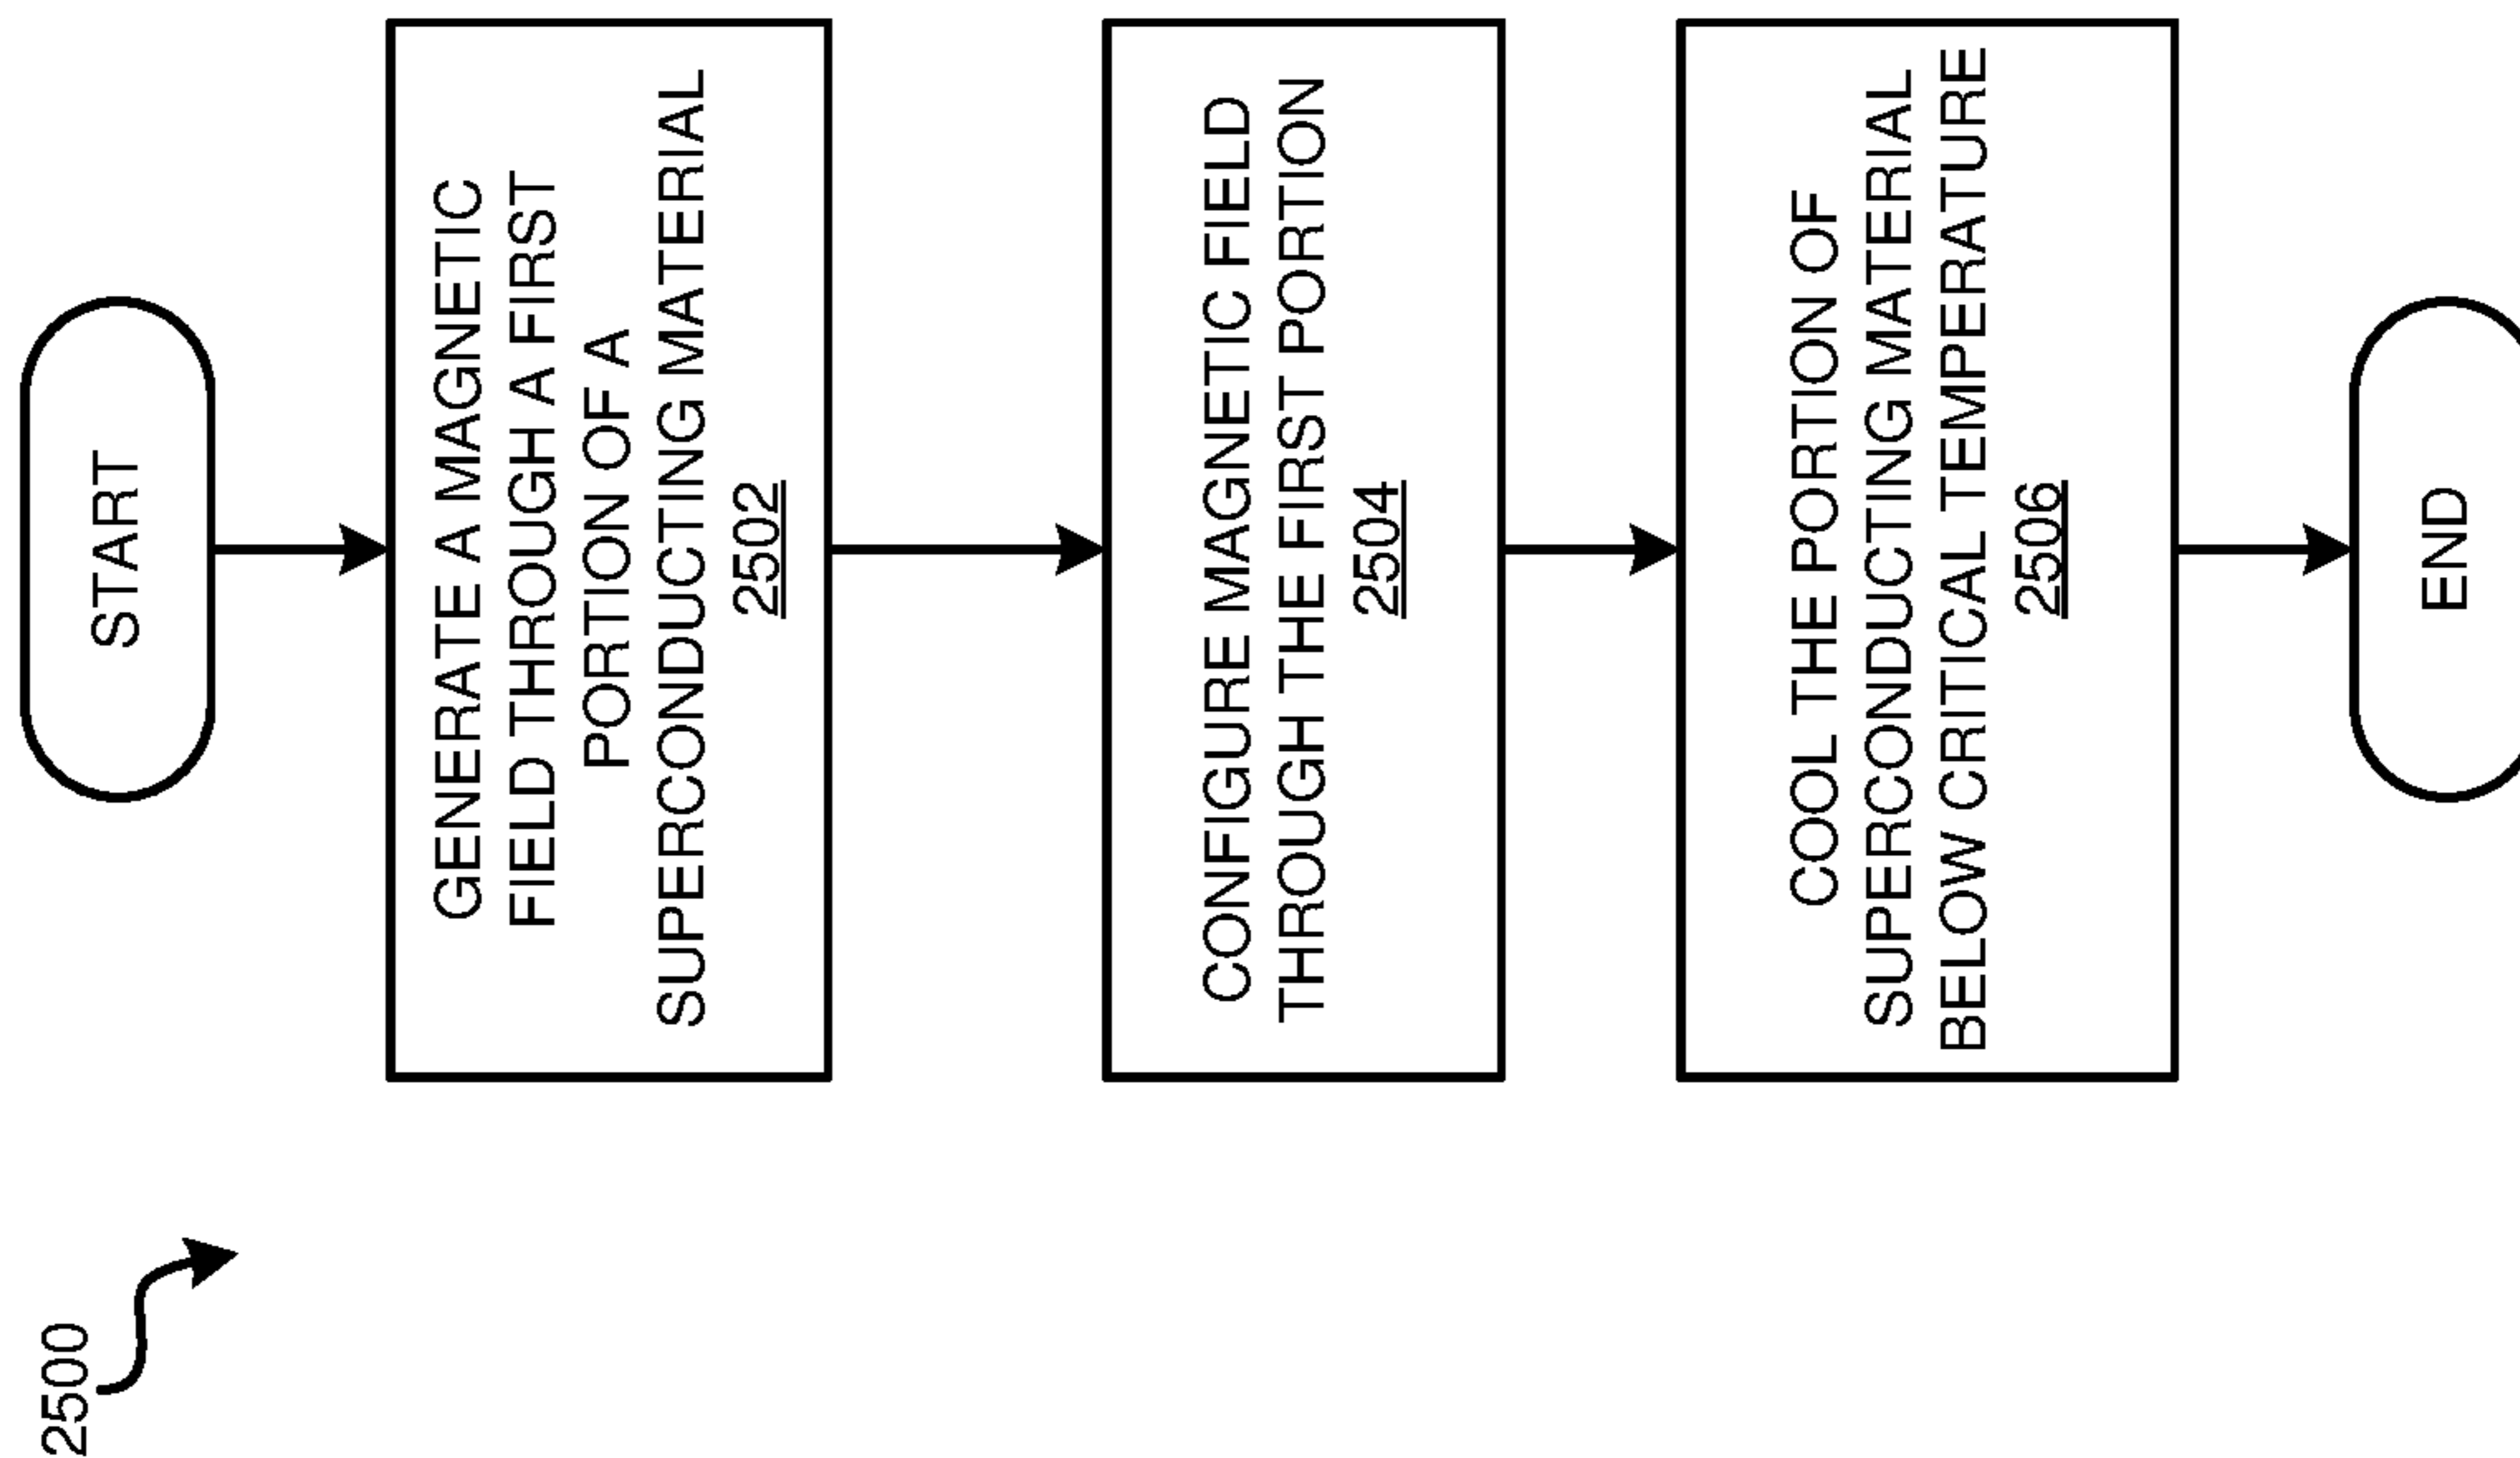 2500
START
GENERATE A MAGNETIC
FIELD THROUGH A FIRST
PORTION OF A
SUPERCONDUCTING MATERIAL
2502
CONFIGURE MAGNETIC FIELD
THROUGH THE FIRST PORTION
2504
COOL THE PORTION OF
SUPERCONDUCTING MATERIAL
BELOW CRITICAL TEMPERATURE
2506
END